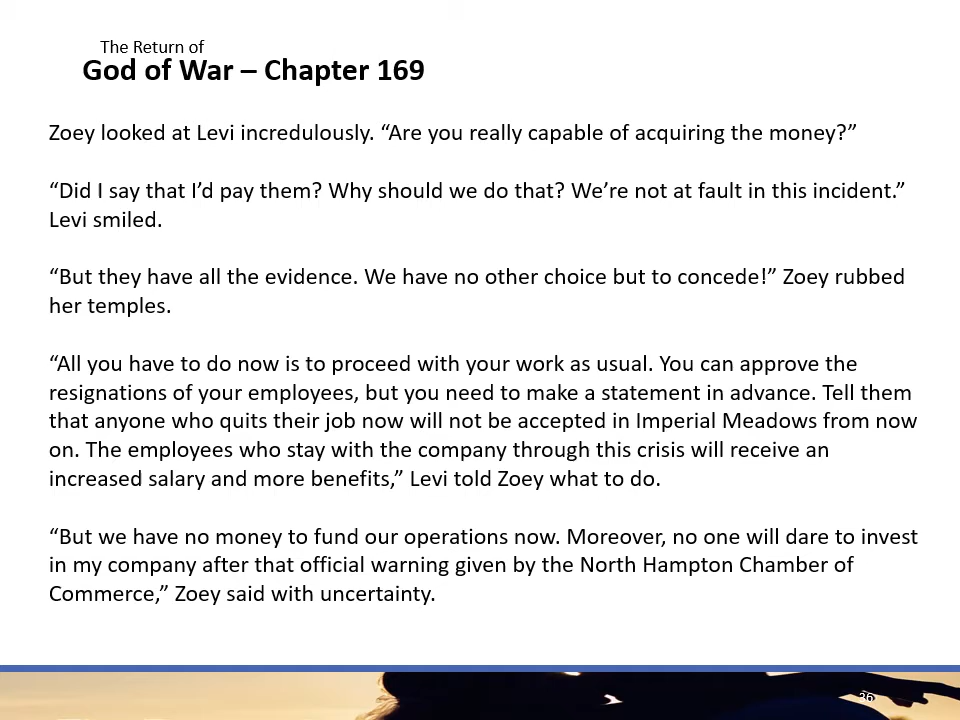 The Return of
God of War – Chapter 169
Zoey looked at Levi incredulously. “Are you really capable of acquiring the money?”
“Did I say that I’d pay them? Why should we do that? We’re not at fault in this incident.”
Levi smiled.
“But they have all the evidence. We have no other choice but to concede!” Zoey rubbed
her temples.
“All you have to do now is to proceed with your work as usual. You can approve the
resignations of your employees, but you need to make a statement in advance. Tell them
that anyone who quits their job now will not be accepted in Imperial Meadows from now
on. The employees who stay with the company through this crisis will receive an
increased salary and more benefits,” Levi told Zoey what to do.
“But we have no money to fund our operations now. Moreover, no one will dare to invest
in my company after that official warning given by the North Hampton Chamber of
Commerce,” Zoey said with uncertainty.
36